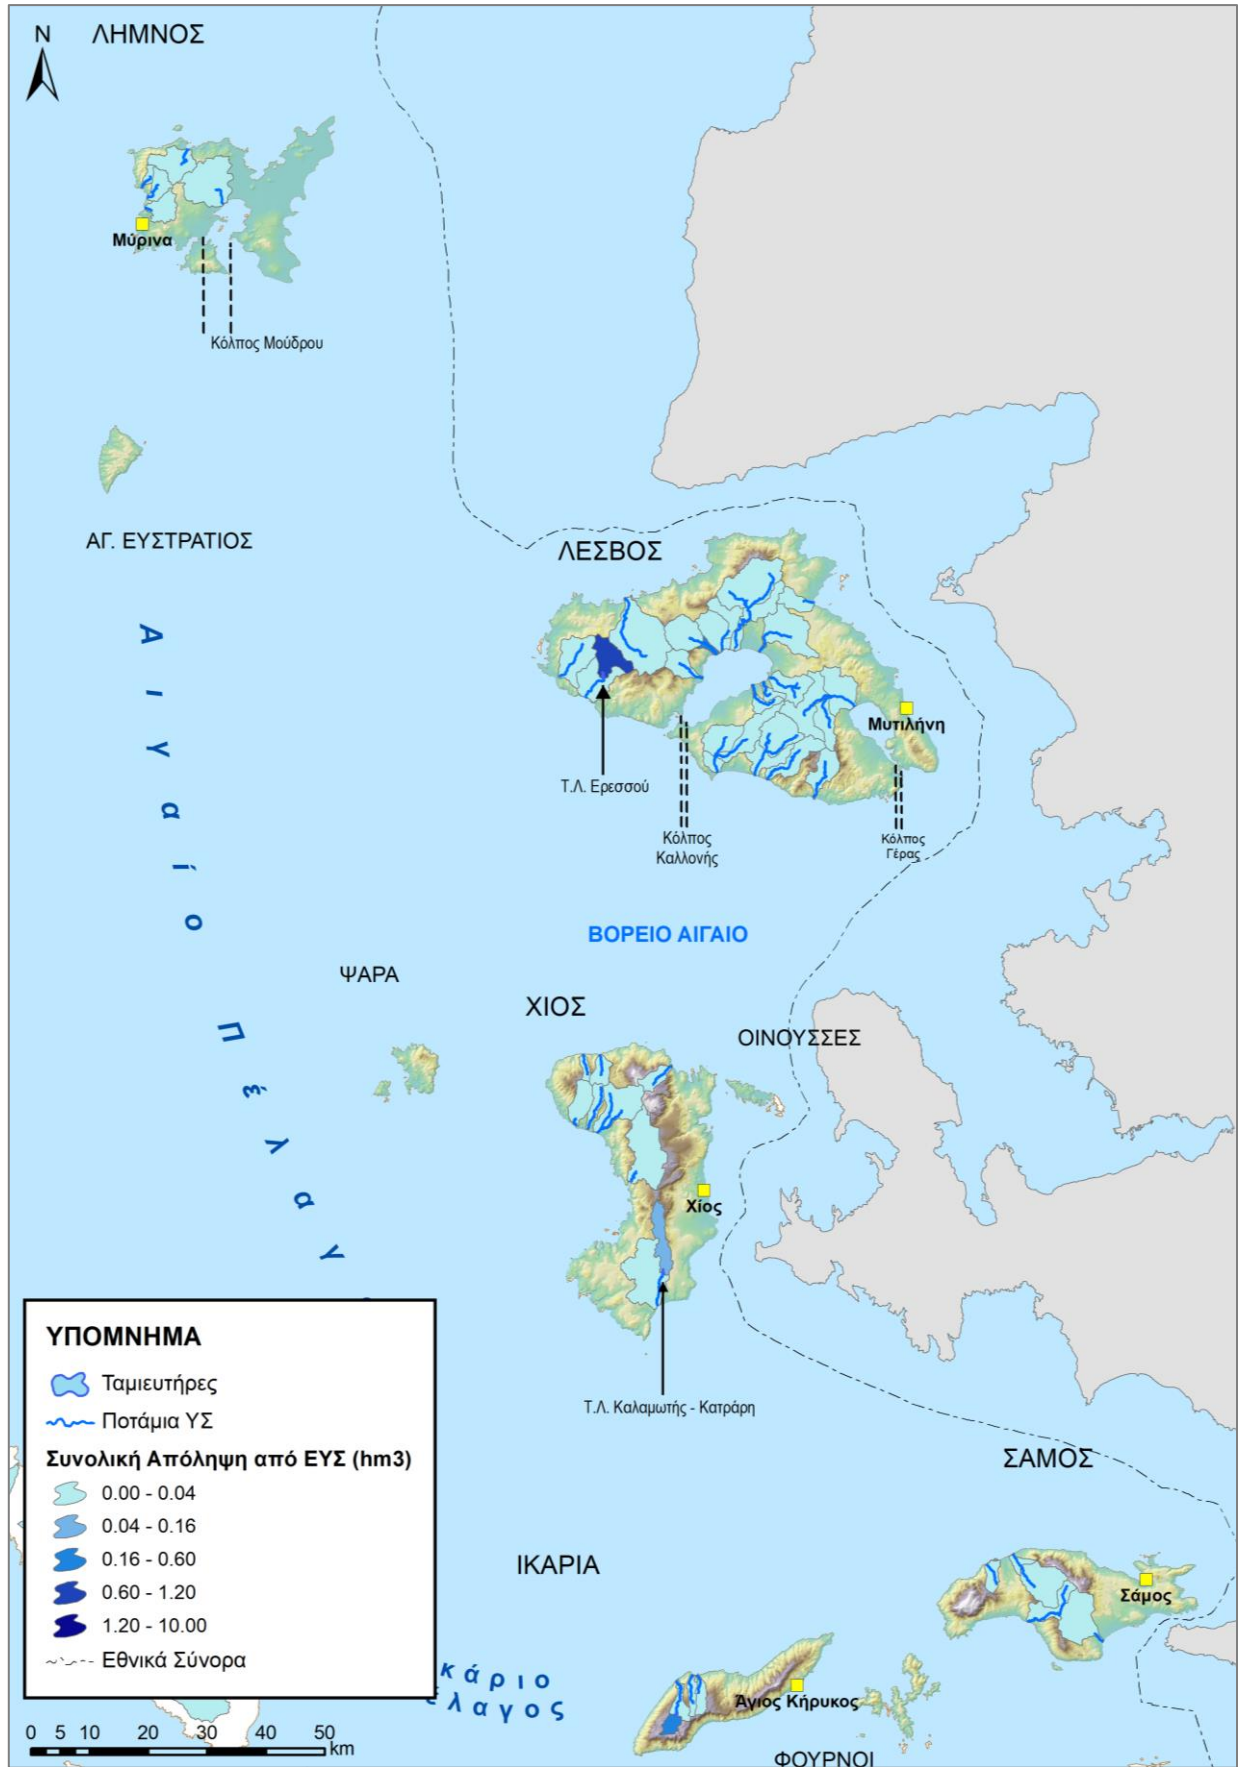 N
ΛΗΜΝΟΣ
Μύρινα
Κόλπος Μούδρου
ΑΓ. ΕΥΣΤΡΑΤΙΟΣ
ΛΕΣΒΟΣ
Μυτιλήνη
Τ.Λ. Ερεσσού
Κόλπος
Καλλονής
Κόλπος
Γέρας
Αιγαίο
Πέλαγ
ΒΟΡΕΙΟ ΑΙΓΑΙΟ
ΨΑΡΑ
ΧΙΟΣ
ΟΙΝΟΥΣΣΕΣ
Χίος
Τ.Λ. Καλαμωτής - Κατράρη
ΥΠΟΜΝΗΜΑ
Ταμιευτήρες
Ποτάμια ΥΣ
Συνολική Απόληψη από ΕΥΣ (hm3)
0.00 - 0.04
0.04 - 0.16
0.16 - 0.60
0.60 - 1.20
1.20 - 10.00
Εθνικά Σύνορα
ΣΑΜΟΣ
Σάμος
ΙΚΑΡΙΑ
κάριο
έλαγος
Άγιος Κήρυκος
ΦΟΥΡΝΟΙ
0 5 10 20 30 40 50
km